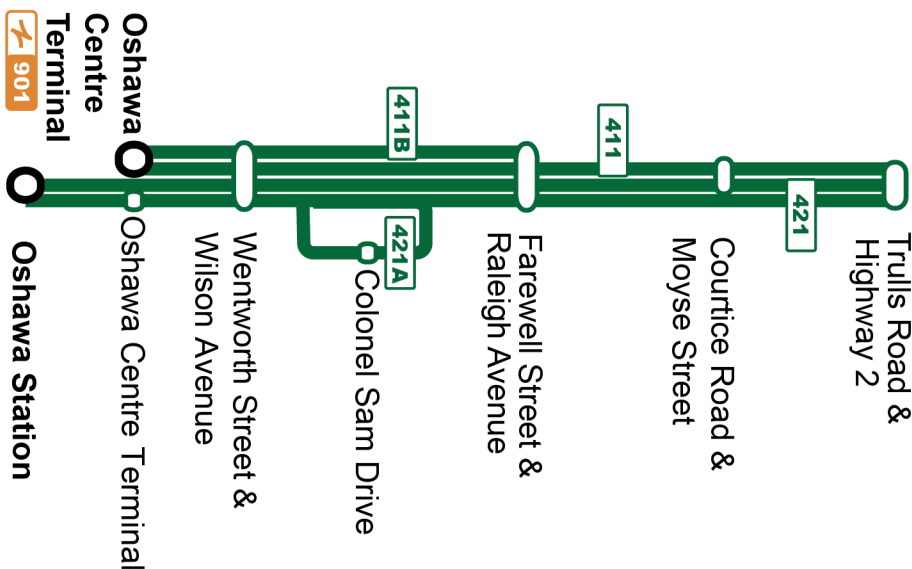 Oshawa
Centre
Terminal
901
411B
411
421
421A
Trulls Road &
Highway 2
Courtice Road &
Moyse Street
Farewell Street &
Raleigh Avenue
Colonel Sam Drive
Wentworth Street &
Wilson Avenue
Oshawa Centre Terminal
Oshawa Station